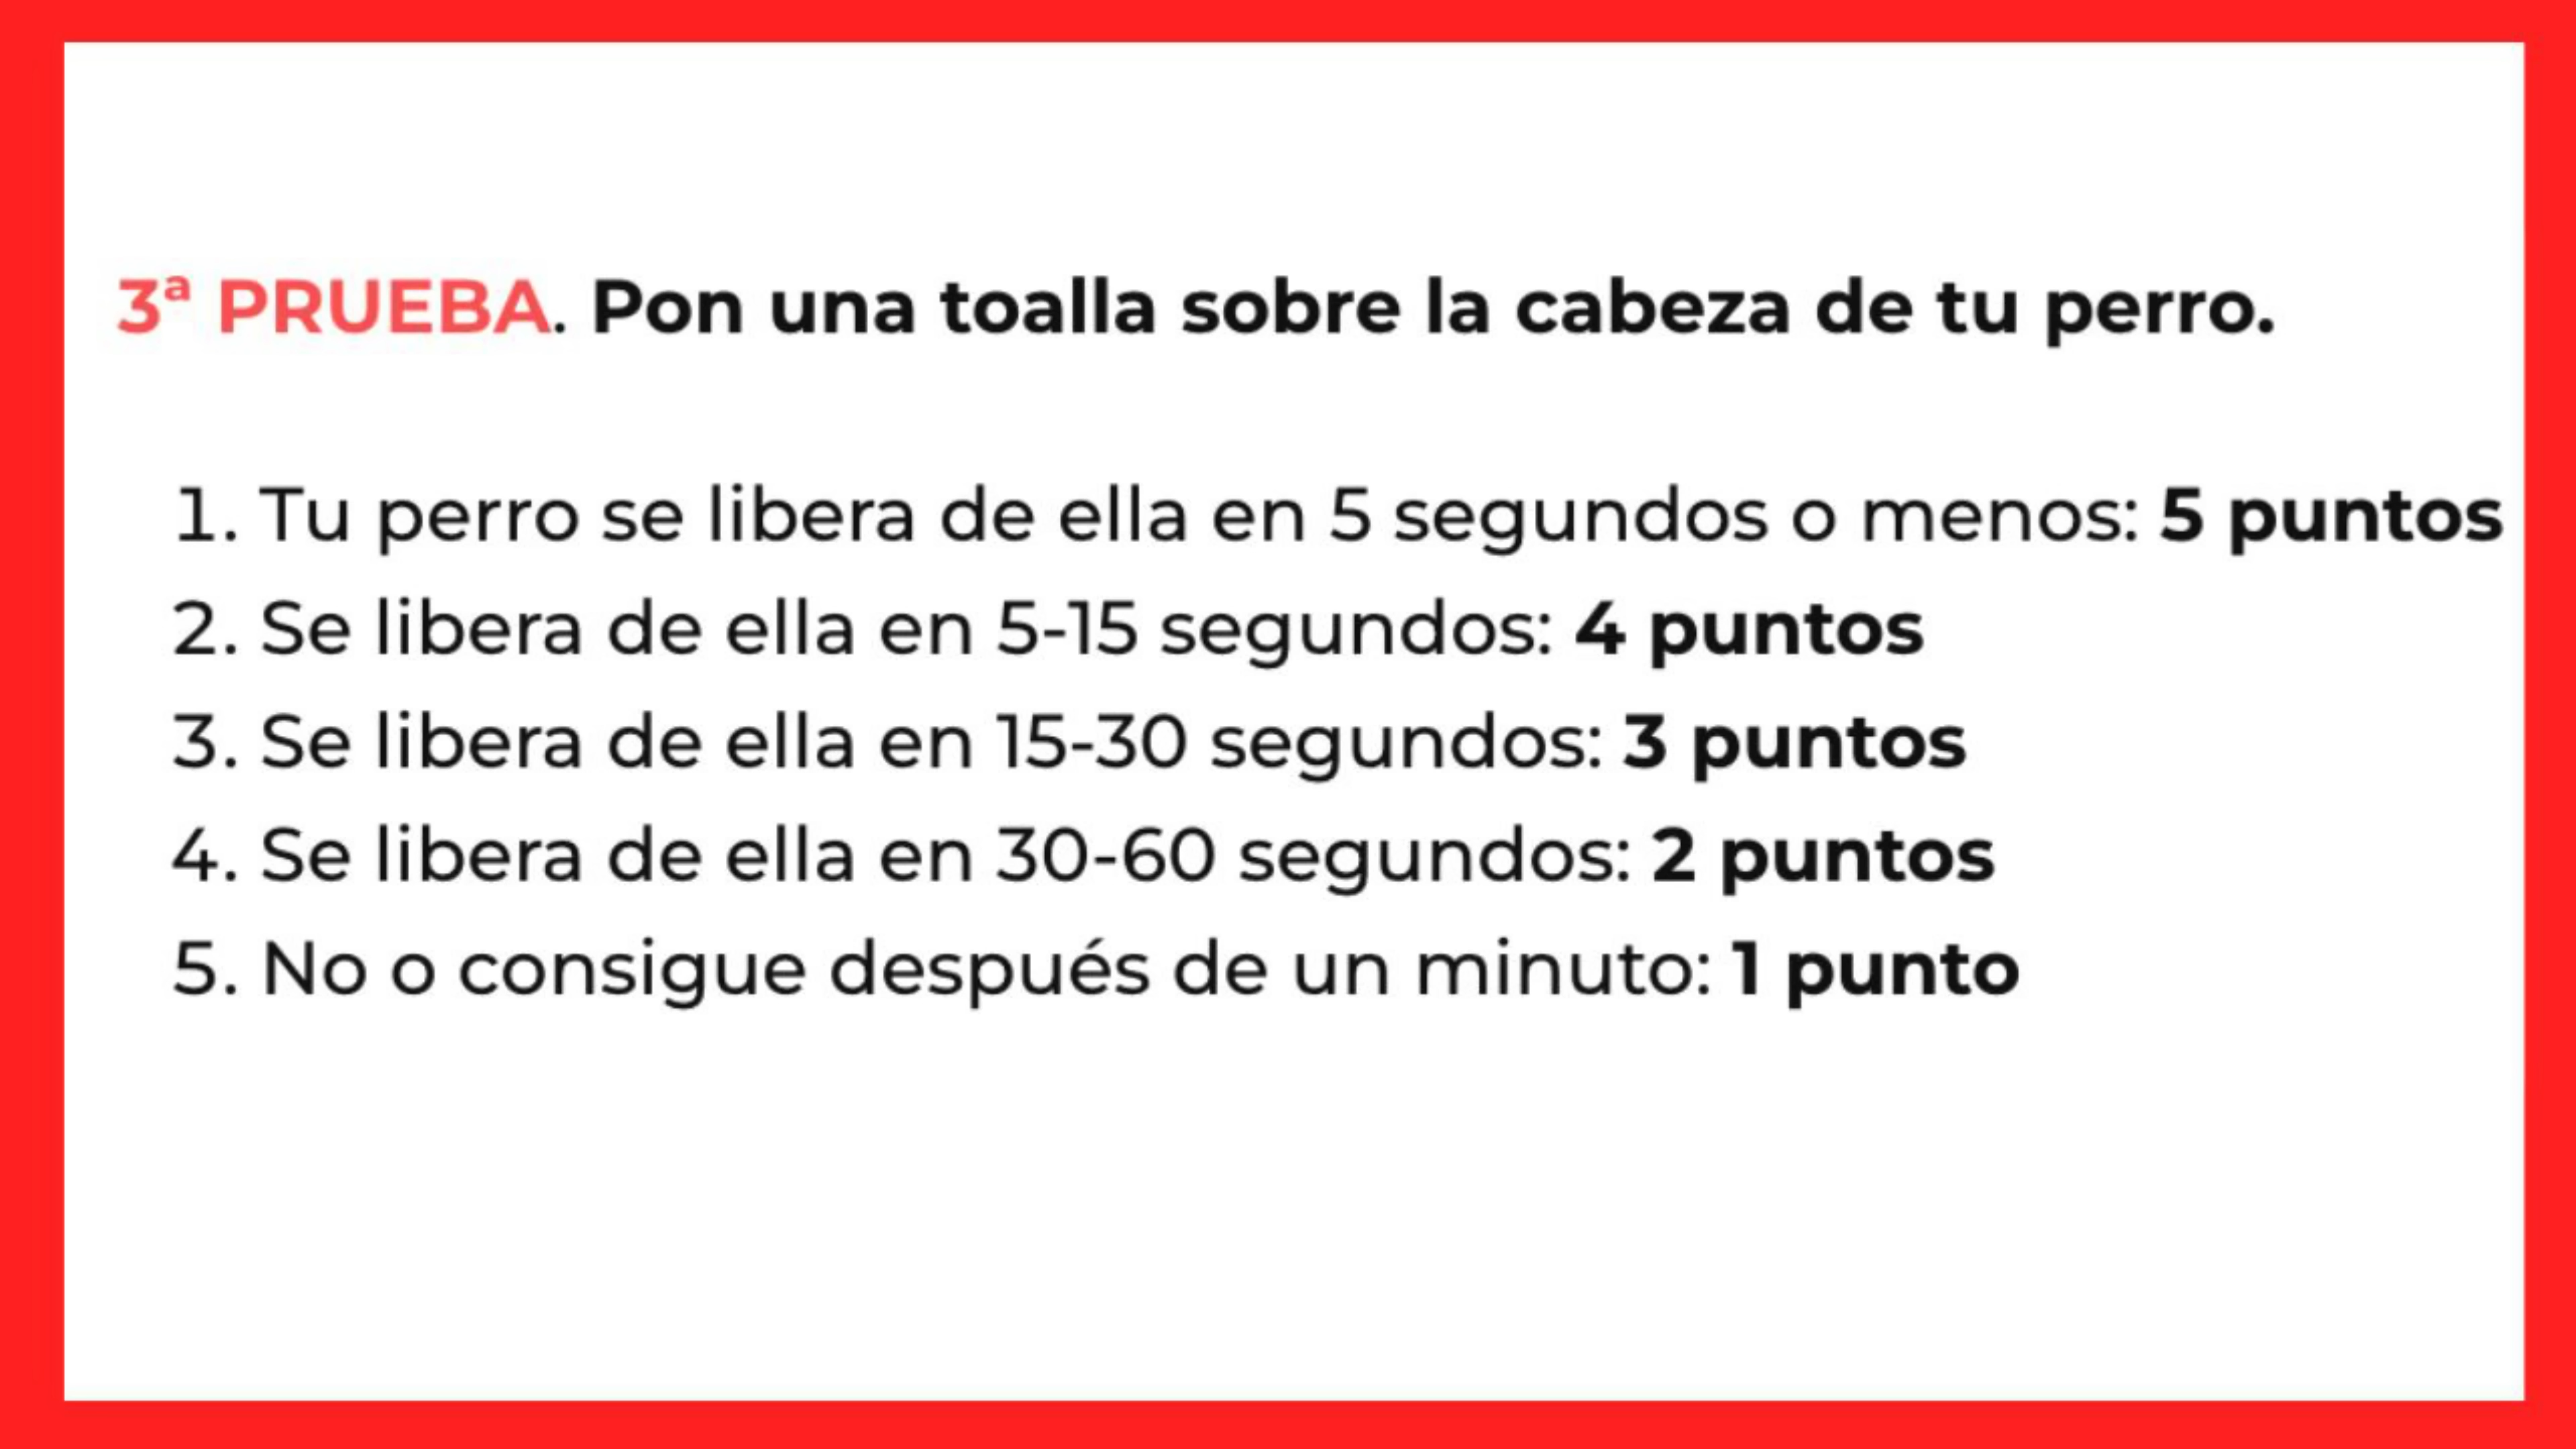 3ª PRUEBA. Pon una toalla sobre la cabeza de tu perro.
1. Tu perro se libera de ella en 5 segundos o menos: 5 puntos
2. Se libera de ella en 5-15 segundos: 4 puntos
3. Se libera de ella en 15-30 segundos: 3 puntos
4. Se libera de ella en 30-60 segundos: 2 puntos
5. No o consigue después de un minuto: 1 punto